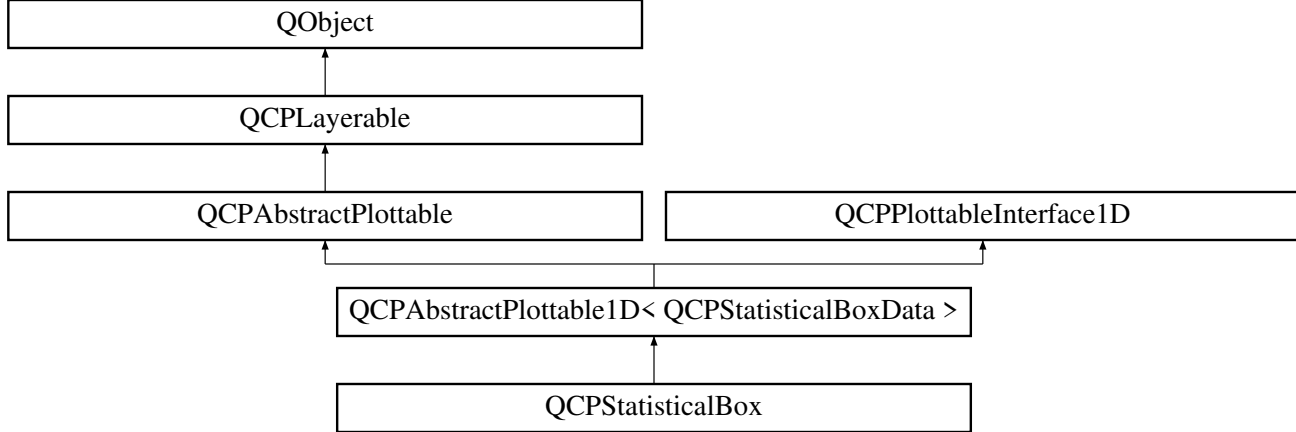 QObject
QCPLayerable
QCPAbstractPlottable
QCPPlottableInterface1D
QCPAbstractPlottable1D< QCPStatisticalBoxData >
QCPStatisticalBox